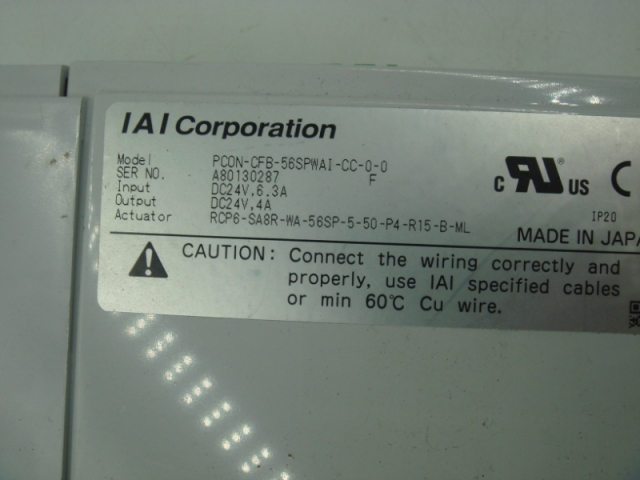 IAI Corporation
Model PCON-CFB-56SPWAI-CC-0-0
SER NO. A80130287 F
Input DC24V.6.3A
Output DC24V.4A
Actuator RCP6-SA8R-WA-56SP-5-50-P4-R15-B-ML
c RU US C
IP20
MADE IN JAPA
CAUTION: Connect the wiring correctly and
properly, use IAI specified cables
or min 60℃ Cu wire.